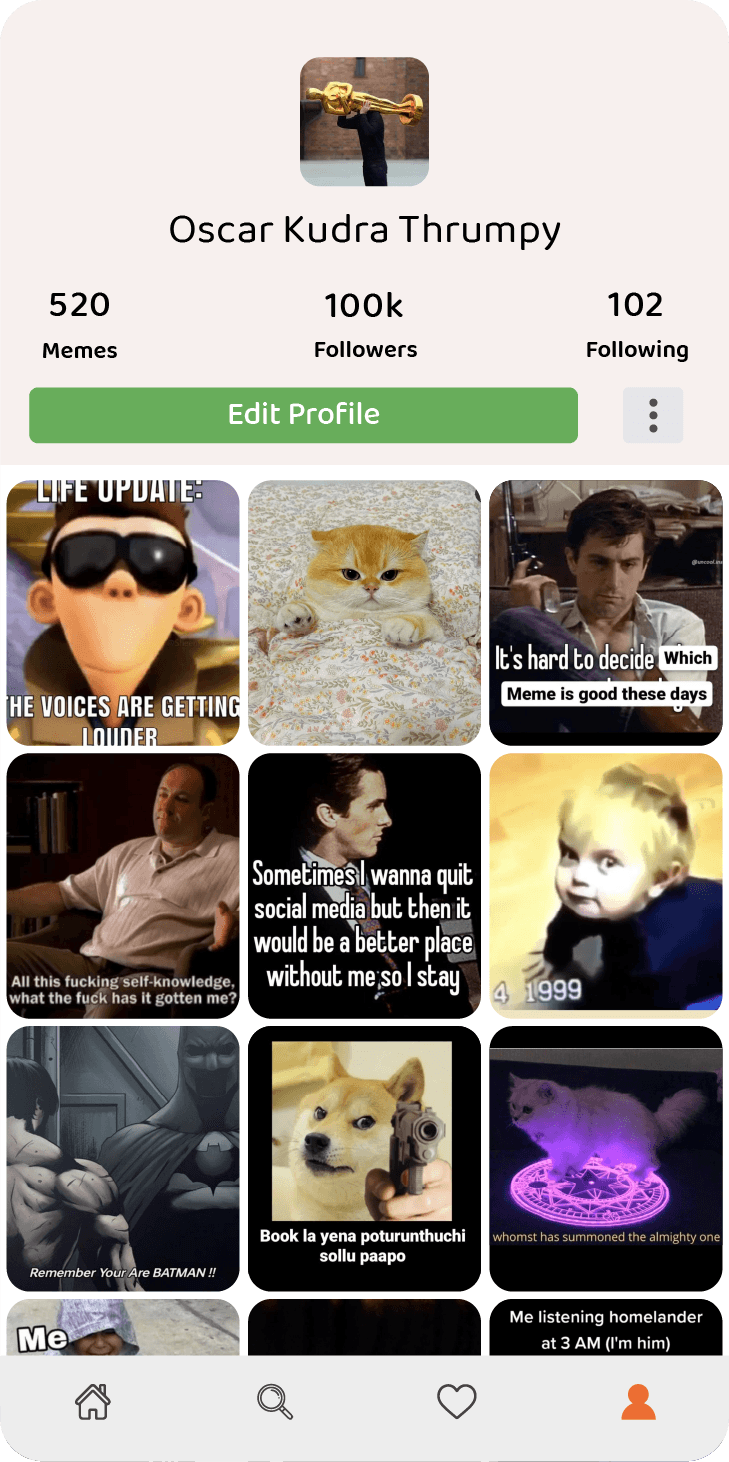 Oscar Kudra Thrumpy
520
100k
102
Memes
Followers
Following
Edit Profile
LIFE UPDATE:
THE VOICES ARE GETTING
LOUDER
It's hard to decide Which
Meme is good these days
All this fucking self-knowledge,
what the fuck has it gotten me?
Sometimes I wanna quit
social media but then it
would be a better place
without me so I stay
4 1999
Remember Your Are BATMAN !!
Book la yena poturunthuchi
sollu paapo
whomst has summoned the almighty one
Me
Me listening homelander
at 3 AM (I'm him)